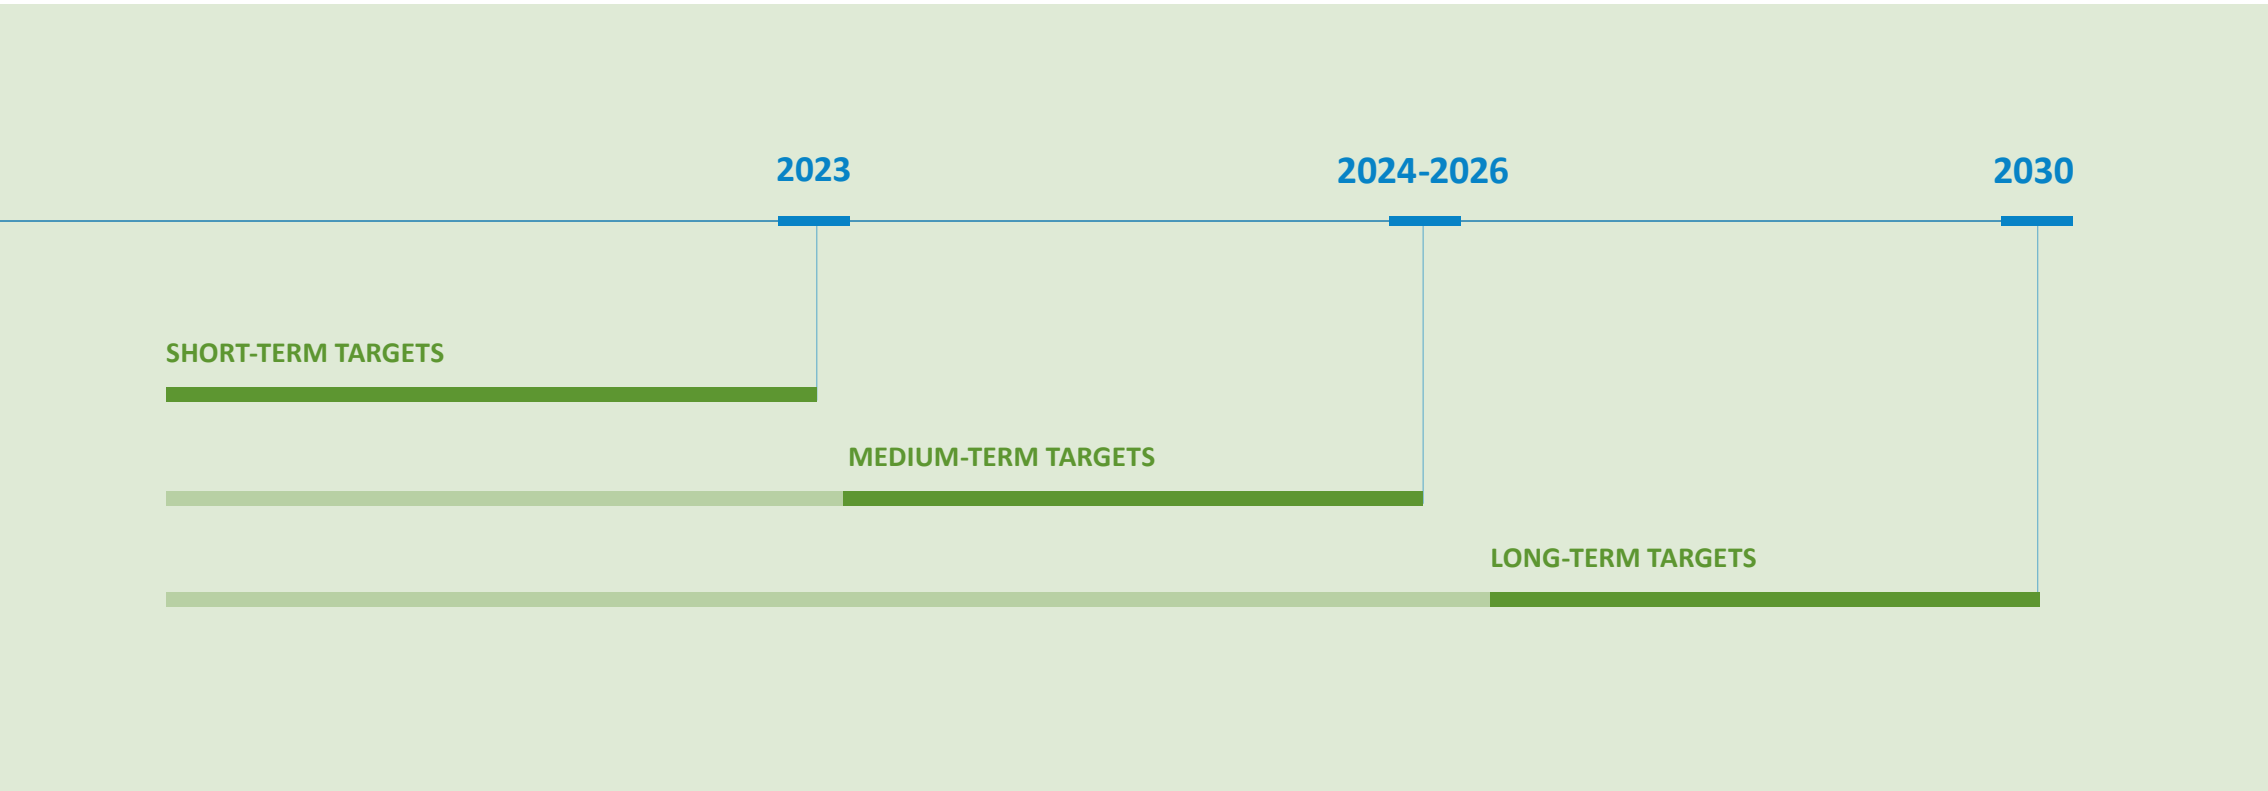 2023
2024-2026
2030
SHORT-TERM TARGETS
MEDIUM-TERM TARGETS
LONG-TERM TARGETS